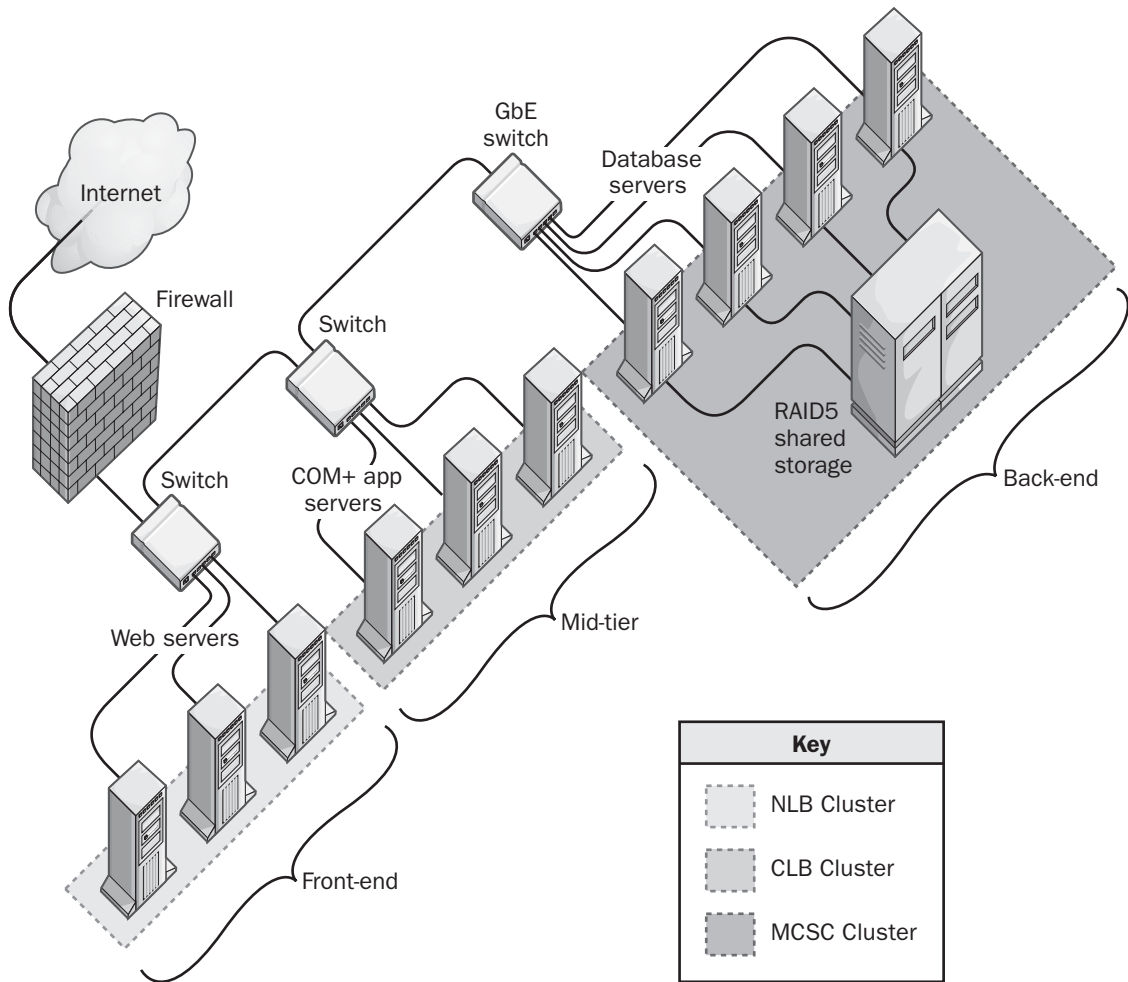 GbE
switch
Database
servers
Internet
Firewall
Switch
RAID5
shared
storage
COM+ app
servers
Back-end
Switch
Mid-tier
Web servers
Front-end
Key
NLB Cluster
CLB Cluster
MCSC Cluster